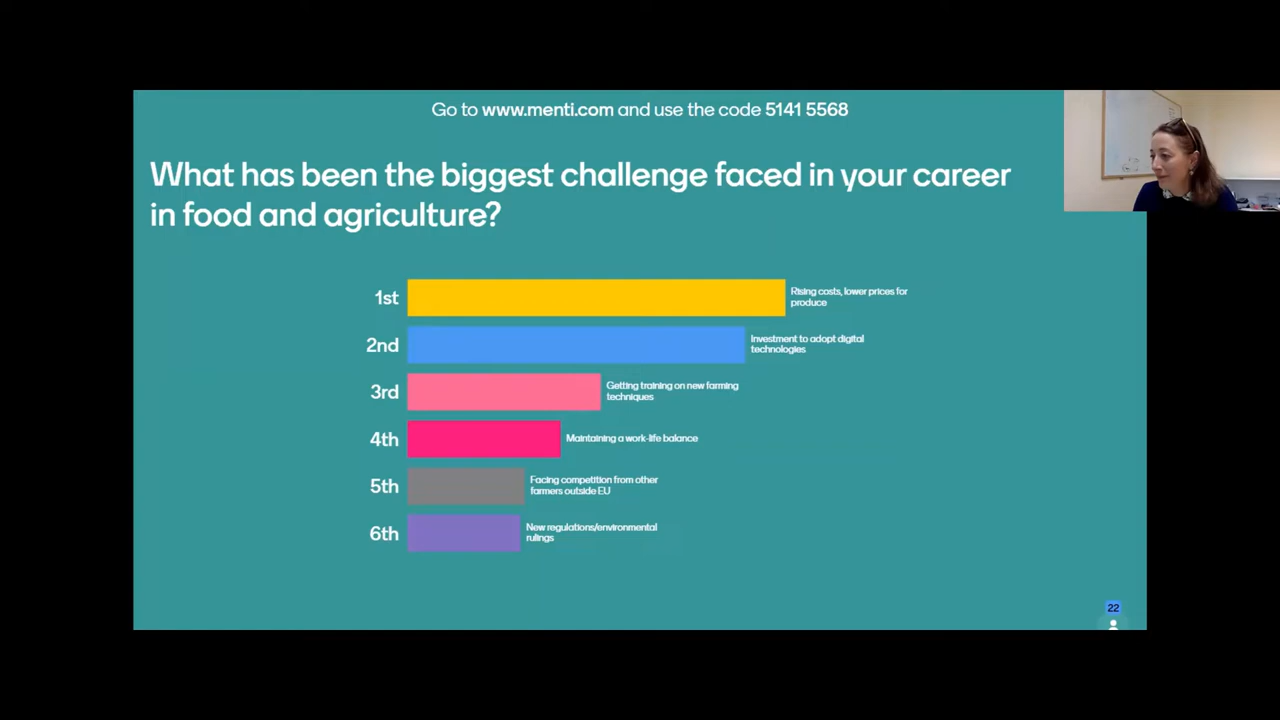 Go to www.menti.com and use the code 5141 5568
What has been the biggest challenge faced in your career
in food and agriculture?
1st
Rising costs, lower prices for
produce
2nd
Investment to adopt digital
technologies
3rd
Getting training on new farming
techniques
4th
Maintaining a work-life balance
5th
Facing competition from other
farmers outside EU
6th
New regulations/environmental
rulings
22